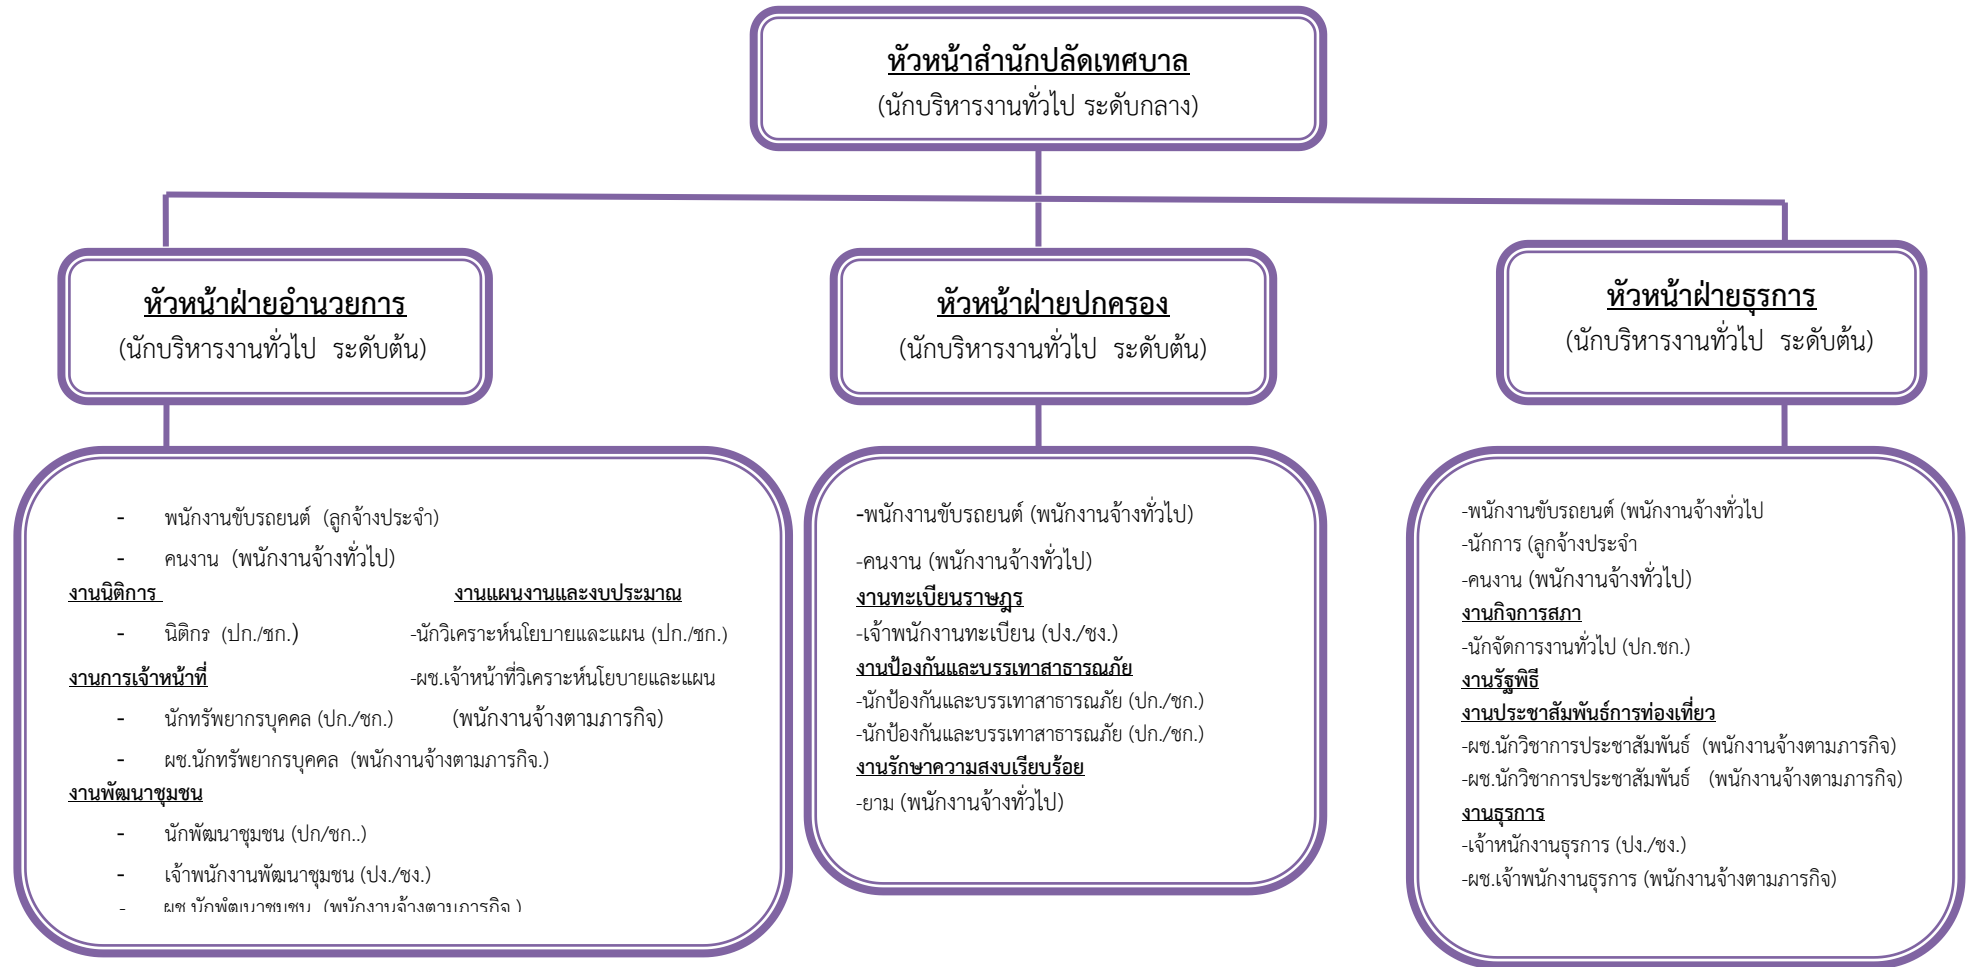 หัวหน้าสำนักปลัดเทศบาล
(นักบริหารงานทั่วไป ระดับกลาง)
หัวหน้าฝ่ายอำนวยการ
(นักบริหารงานทั่วไป ระดับต้น)
หัวหน้าฝ่ายปกครอง
(นักบริหารงานทั่วไป ระดับต้น)
หัวหน้าฝ่ายธุรการ
(นักบริหารงานทั่วไป ระดับต้น)
- พนักงานขับรถยนต์ (ลูกจ้างประจำ)
- คนงาน (พนักงานจ้างทั่วไป)
งานนิติการ
- นิติกร (ปก./ชก.)
งานการเจ้าหน้าที่
- นักทรัพยากรบุคคล (ปก./ชก.)
- ผช.นักทรัพยากรบุคคล (พนักงานจ้างตามภารกิจ.)
งานพัฒนาชุมชน
- นักพัฒนาชุมชน (ปก/ชก..)
- เจ้าพนักงานพัฒนาชุมชน (ปง./ชง.)
- ผช.นักพัฒนาชุมชน (พนักงานจ้างตามภารกิจ.)
งานแผนงานและงบประมาณ
-นักวิเคราะห์นโยบายและแผน (ปก./ชก.)
-ผช.เจ้าหน้าที่วิเคราะห์นโยบายและแผน
(พนักงานจ้างตามภารกิจ)
-พนักงานขับรถยนต์ (พนักงานจ้างทั่วไป)
-คนงาน (พนักงานจ้างทั่วไป)
งานทะเบียนราษฎร
-เจ้าพนักงานทะเบียน (ปง./ชง.)
งานป้องกันและบรรเทาสาธารณภัย
-นักป้องกันและบรรเทาสาธารณภัย (ปก./ชก.)
-นักป้องกันและบรรเทาสาธารณภัย (ปก./ชก.)
งานรักษาความสงบเรียบร้อย
-ยาม (พนักงานจ้างทั่วไป)
-พนักงานขับรถยนต์ (พนักงานจ้างทั่วไป
-นักการ (ลูกจ้างประจำ
-คนงาน (พนักงานจ้างทั่วไป)
งานกิจการสภา
-นักจัดการงานทั่วไป (ปก.ชก.)
งานรัฐพิธี
งานประชาสัมพันธ์การท่องเที่ยว
-ผช.นักวิชาการประชาสัมพันธ์ (พนักงานจ้างตามภารกิจ)
-ผช.นักวิชาการประชาสัมพันธ์ (พนักงานจ้างตามภารกิจ)
งานธุรการ
-เจ้าหนักงานธุรการ (ปง./ชง.)
-ผช.เจ้าพนักงานธุรการ (พนักงานจ้างตามภารกิจ)